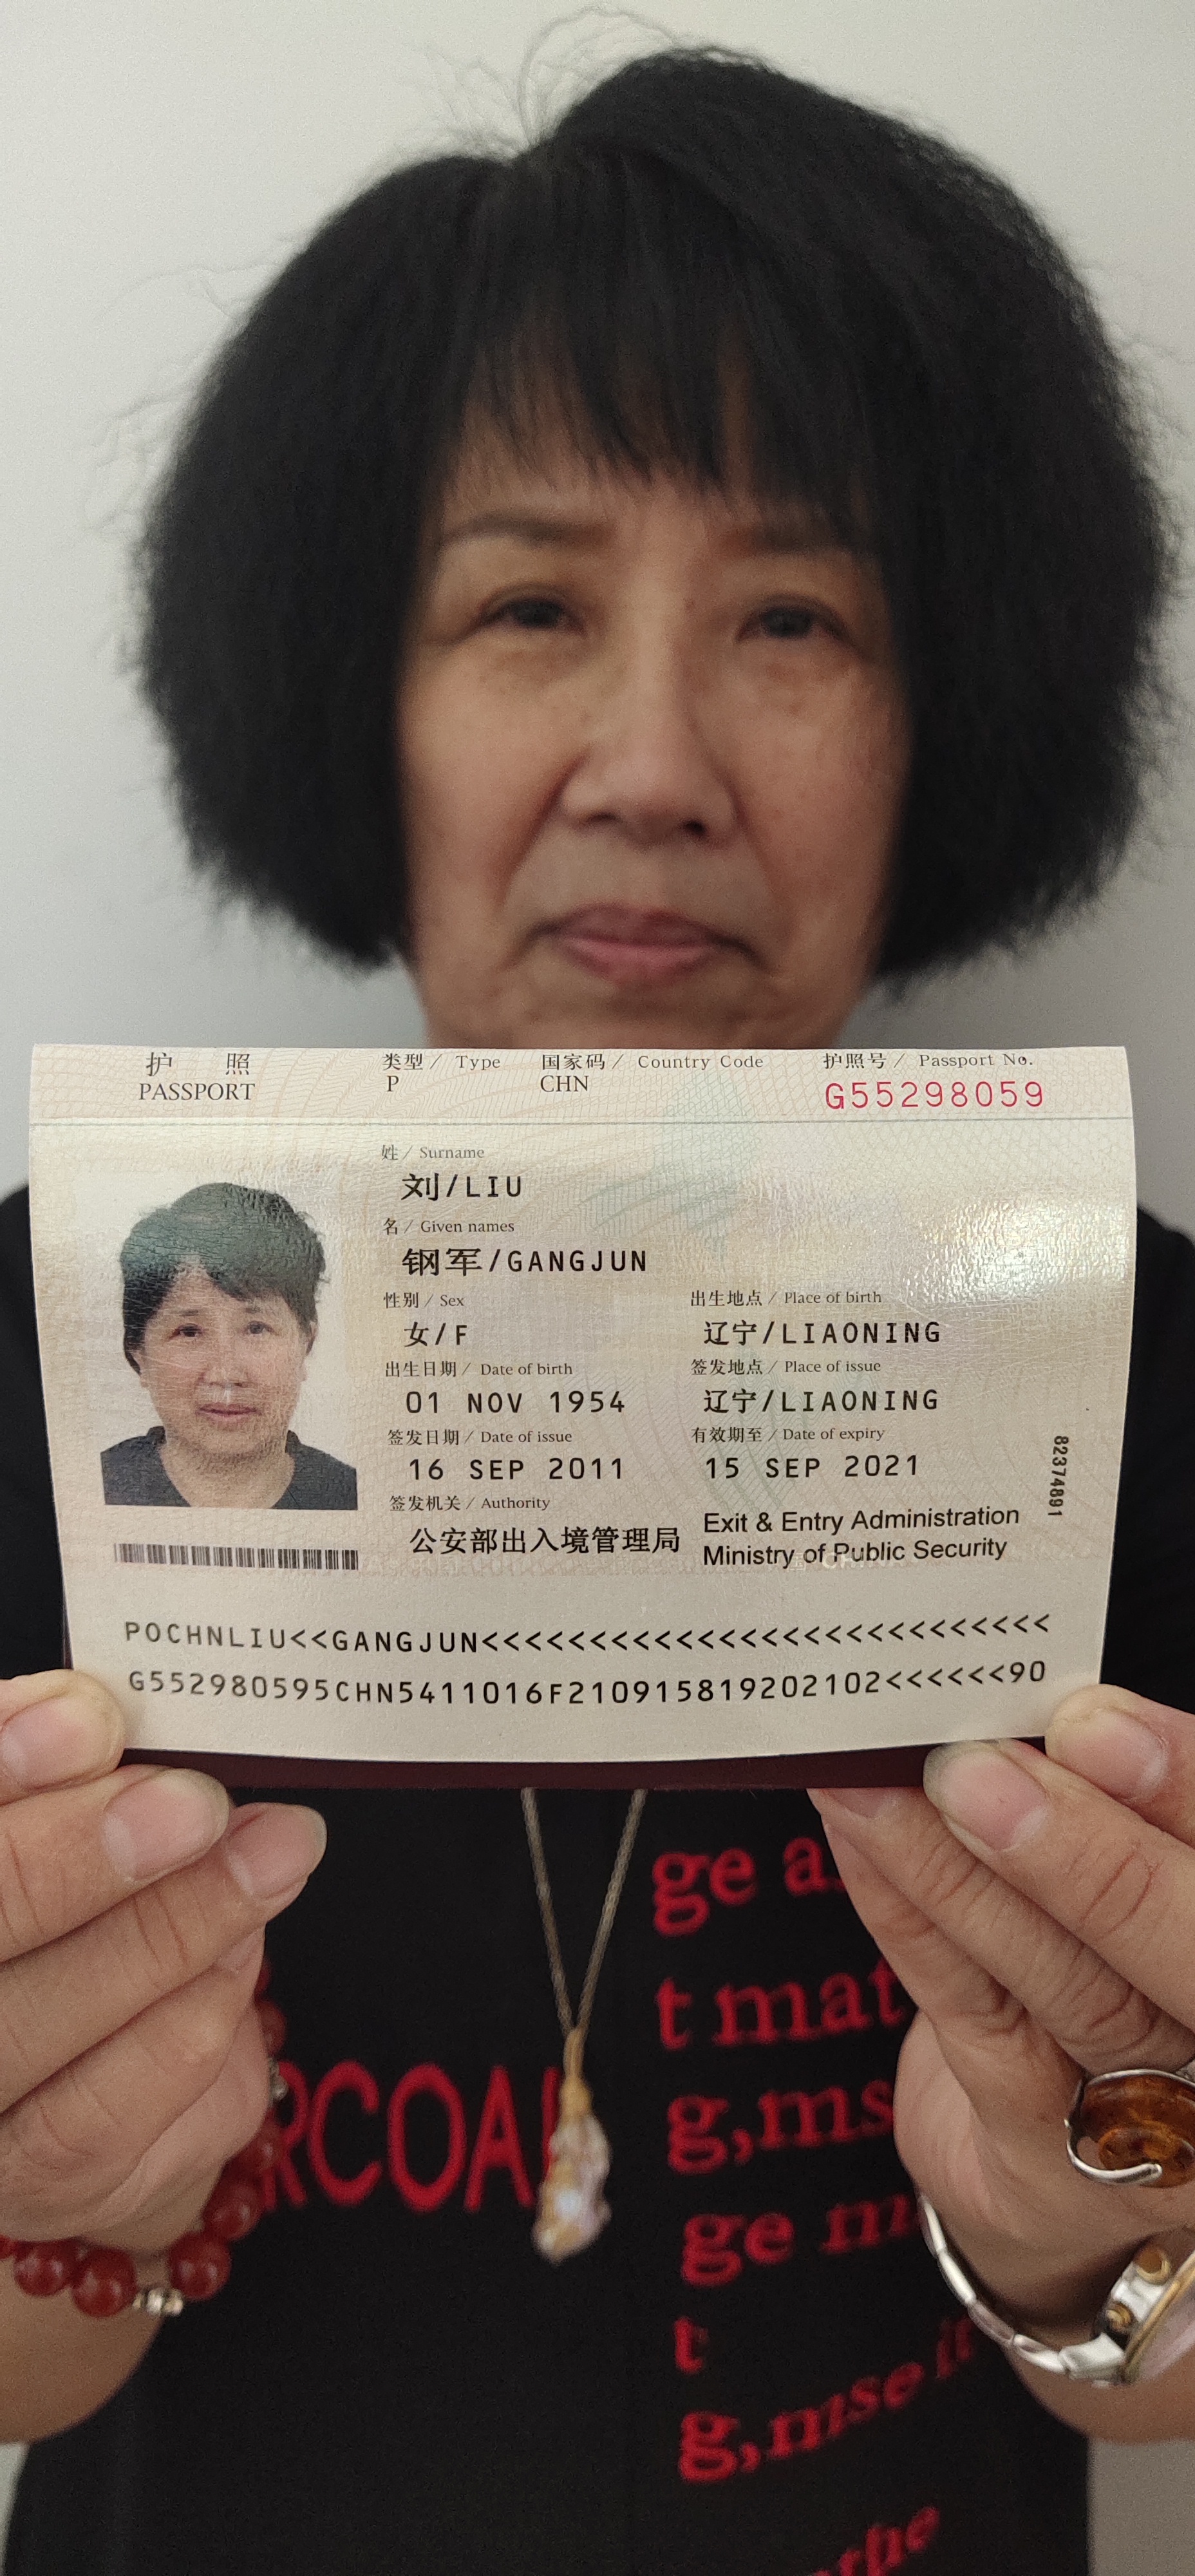 护 照
PASSPORT
类型 / Type
P
国家码 / Country Code
CHN
护照号 / Passport No.
G55298059
姓 / Surname
刘/LIU
名 / Given names
钢军/GANGJUN
性别 / Sex
女/F
出生地点 / Place of birth
辽宁/LIAONING
出生日期 / Date of birth
01 NOV 1954
签发地点 / Place of issue
辽宁/LIAONING
签发日期 / Date of issue
16 SEP 2011
有效期至 / Date of expiry
15 SEP 2021
签发机关 / Authority
公安部出入境管理局
Exit & Entry Administration
Ministry of Public Security
82374891
POCHNLIU<<GANGJUN<<<<<<<<<<<<<<<<<<<<<<<<<<<
G552980595CHN5411016F210915819202102<<<<<<90
ge a
t mat
g,ms
RCOAL
ge m
t
g,mse it
the